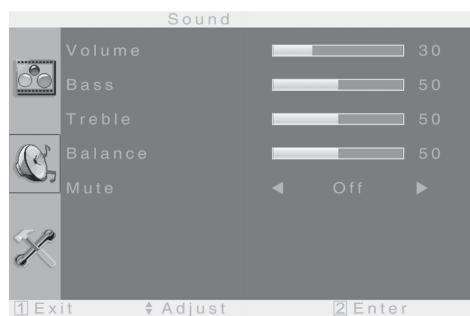 Sound
Volume 30
Bass 50
Treble 50
Balance 50
Mute Off
1 Exit Adjust 2 Enter